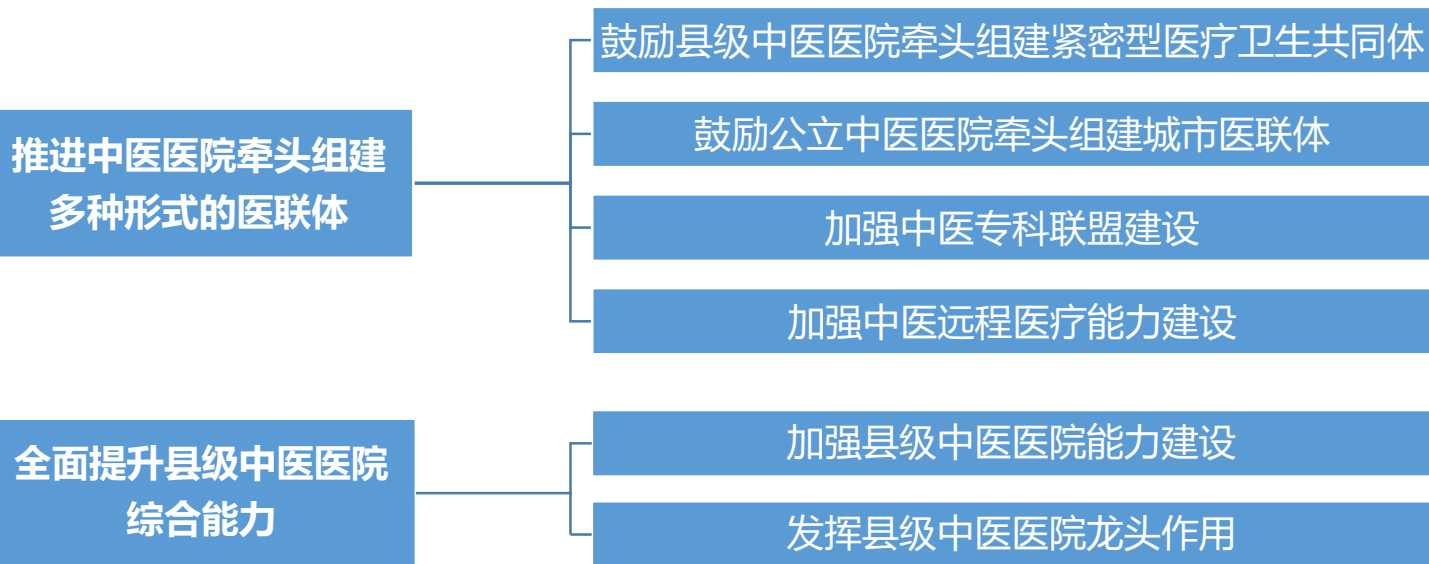 推进中医医院牵头组建
多种形式的医联体
鼓励县级中医医院牵头组建紧密型医疗卫生共同体
鼓励公立中医医院牵头组建城市医联体
加强中医专科联盟建设
加强中医远程医疗能力建设
全面提升县级中医医院
综合能力
加强县级中医医院能力建设
发挥县级中医医院龙头作用